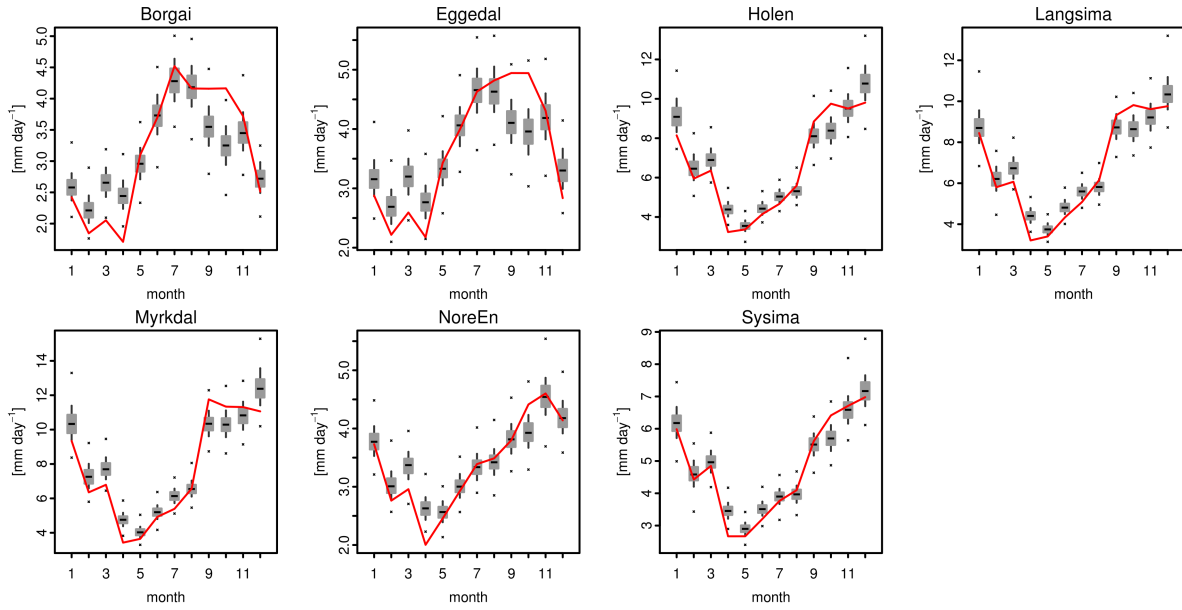 Borgai
Eggedal
Holen
Langsima
[mm day⁻¹]
2.0 2.5 3.0 3.5 4.0 4.5 5.0
1 3 5 7 9 11
month
[mm day⁻¹]
2.0 3.0 4.0 5.0
1 3 5 7 9 11
month
[mm day⁻¹]
4 6 8 10 12
1 3 5 7 9 11
month
[mm day⁻¹]
4 6 8 10 12
1 3 5 7 9 11
month
Myrkdal
NoreEn
Sysima
[mm day⁻¹]
4 6 8 10 12 14
1 3 5 7 9 11
month
[mm day⁻¹]
2.0 3.0 4.0 5.0
1 3 5 7 9 11
month
[mm day⁻¹]
3 4 5 6 7 8 9
1 3 5 7 9 11
month